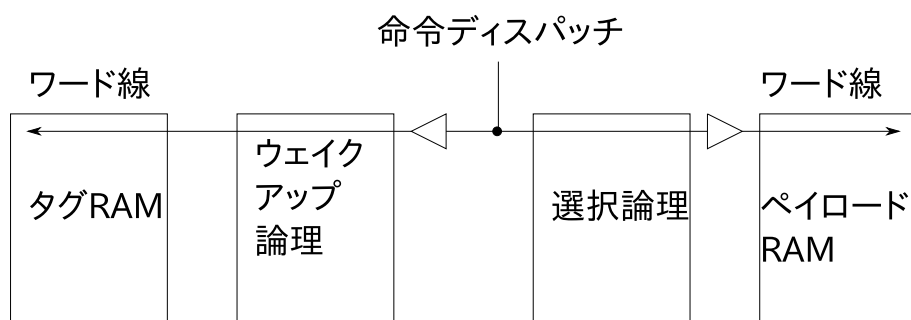 命令ディスパッチ
ワード線
ワード線
タグRAM
ウェイク
アップ
論理
選択論理
ペイロード
RAM